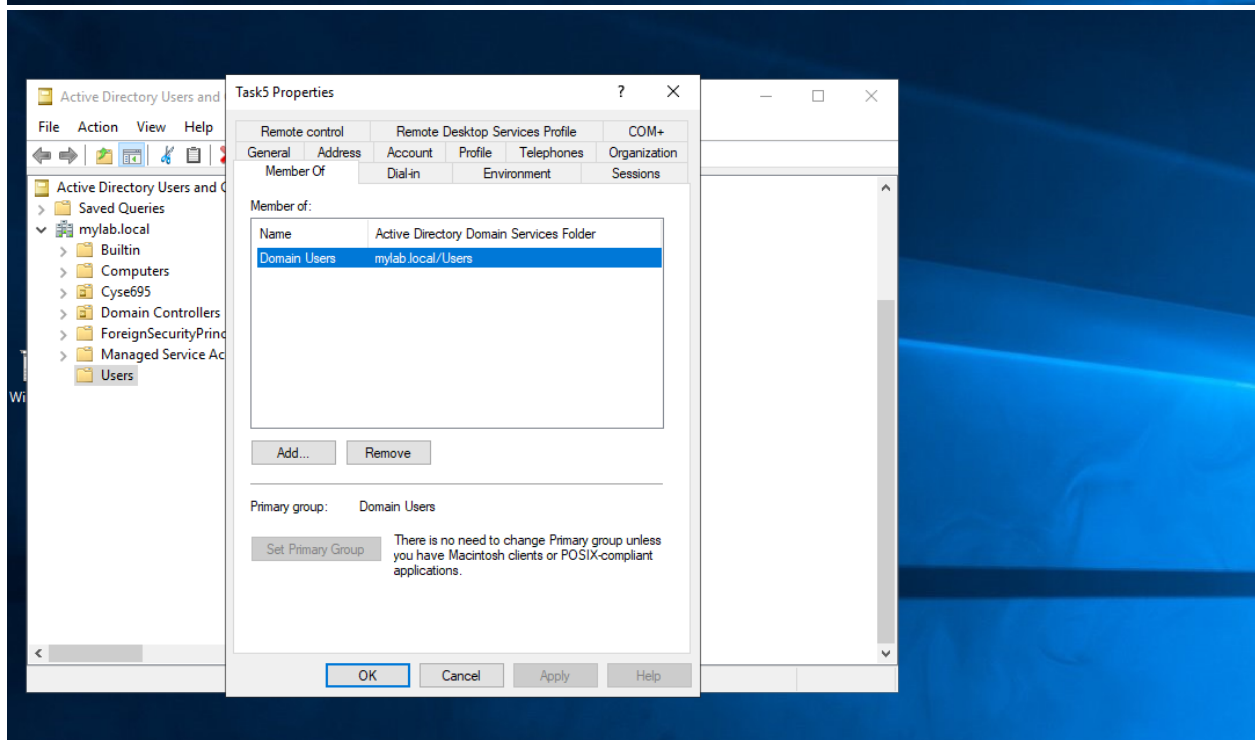 Active Directory Users and
File Action View Help
Active Directory Users and
Saved Queries
mylab.local
Builtin
Computers
Cyse695
Domain Controllers
ForeignSecurityPrinc
Managed Service Ac
Users
Wi
Task5 Properties ? ×
Remote control Remote Desktop Services Profile COM+
General Address Account Profile Telephones Organization
Member Of Dial-in Environment Sessions
Member of:
Name Active Directory Domain Services Folder
Domain Users mylab.local/Users
Add... Remove
Primary group: Domain Users
Set Primary Group
There is no need to change Primary group unless
you have Macintosh clients or POSIX-compliant
applications.
OK Cancel Apply Help